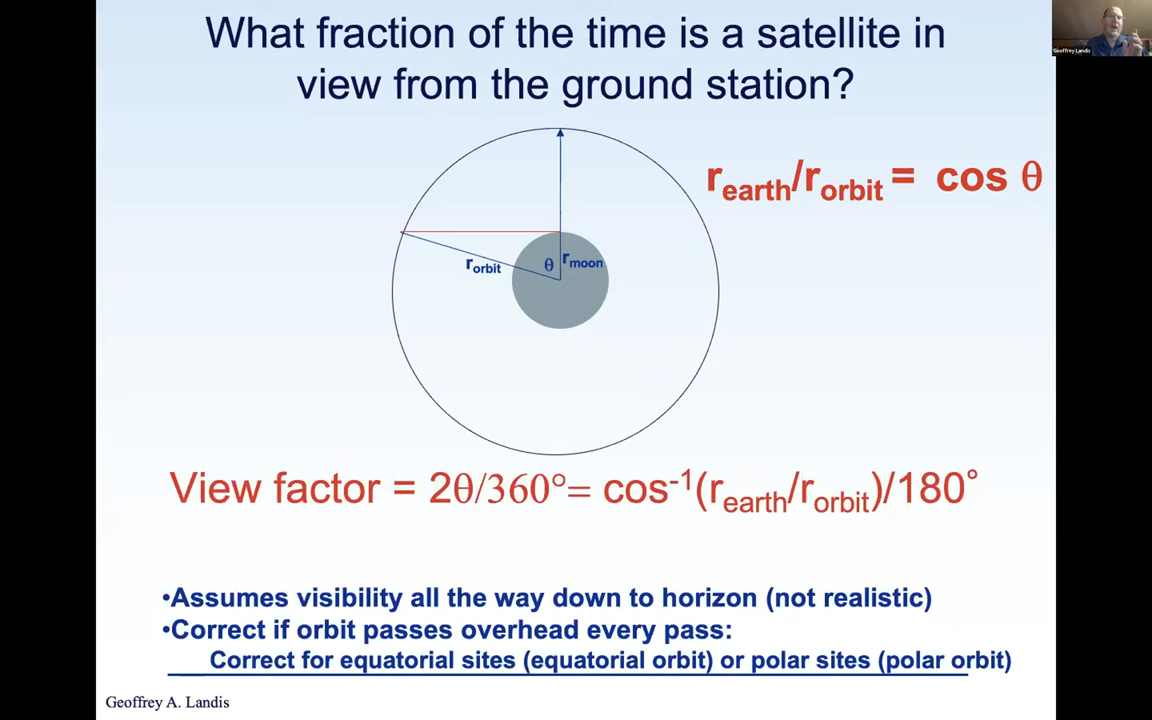 What fraction of the time is a satellite in
view from the ground station?
Geoffrey Landis
rearth/rorbit = cos θ
rorbit
θ
rmoon
View factor = 2θ/360°= cos-1(rearth/rorbit)/180°
•Assumes visibility all the way down to horizon (not realistic)
•Correct if orbit passes overhead every pass:
Correct for equatorial sites (equatorial orbit) or polar sites (polar orbit)
Geoffrey A. Landis